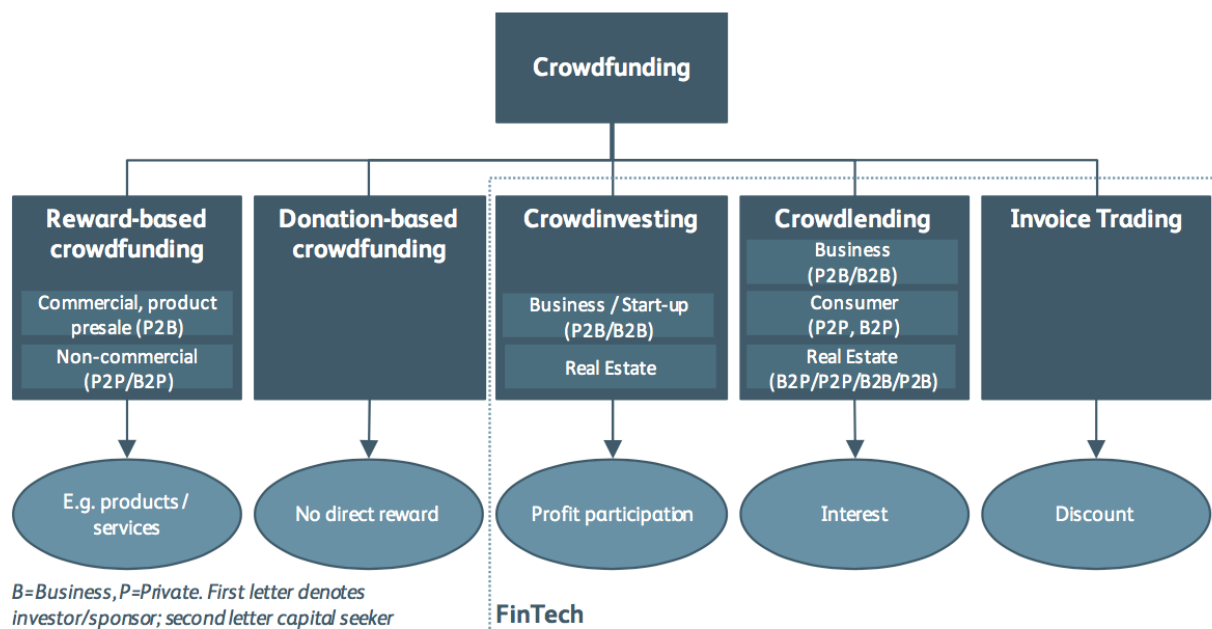 Crowdfunding
Reward-based
crowdfunding
Commercial, product
presale (P2B)
Non-commercial
(P2P/B2P)
Donation-based
crowdfunding
Crowdinvesting
Business / Start-up
(P2B/B2B)
Real Estate
Crowdlending
Business
(P2B/B2B)
Consumer
(P2P, B2P)
Real Estate
(B2P/P2P/B2B/P2B)
Invoice Trading
E.g. products /
services
No direct reward
Profit participation
Interest
Discount
B=Business, P=Private. First letter denotes
investor/sponsor; second letter capital seeker
FinTech